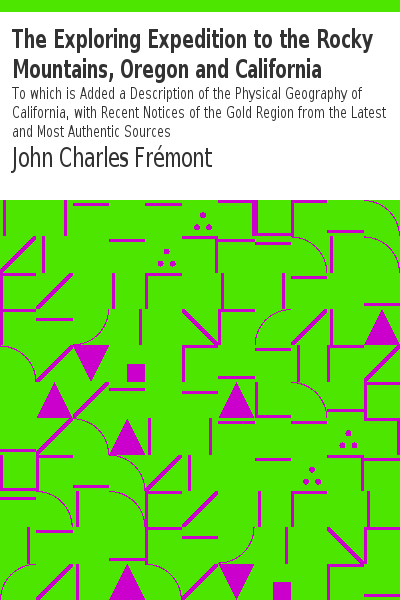 The Exploring Expedition to the Rocky
Mountains, Oregon and California
To which is Added a Description of the Physical Geography of
California, with Recent Notices of the Gold Region from the Latest
and Most Authentic Sources
John Charles Frémont